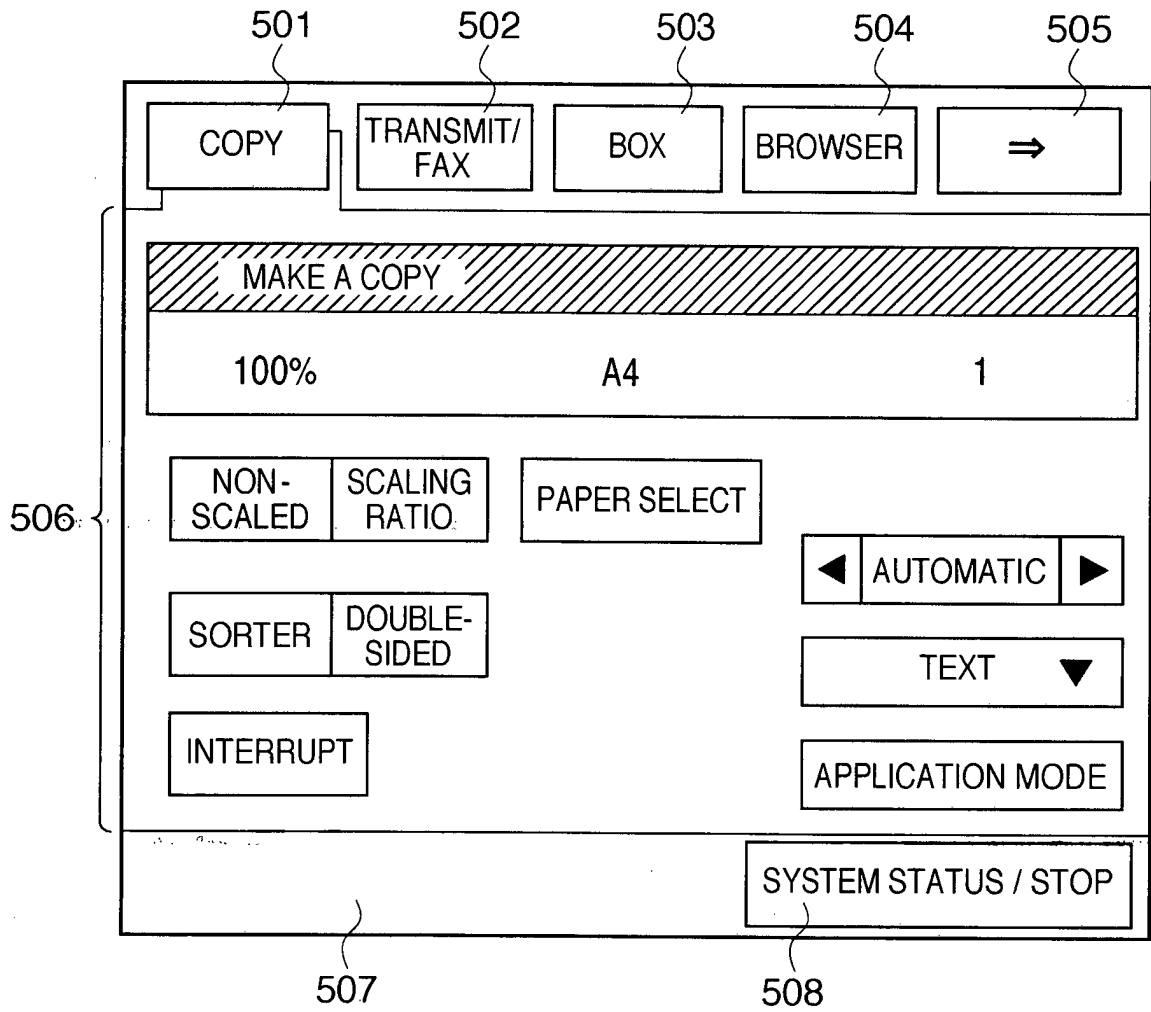 501 502 503 504 505
COPY TRANSMIT/ FAX BOX BROWSER ⇒
MAKE A COPY
100% A4 1
NON-
SCALED
SCALING
RATIO
PAPER SELECT
506
◀ AUTOMATIC ▶
SORTER
DOUBLE-
SIDED
TEXT ▼
INTERRUPT
APPLICATION MODE
SYSTEM STATUS / STOP
507 508